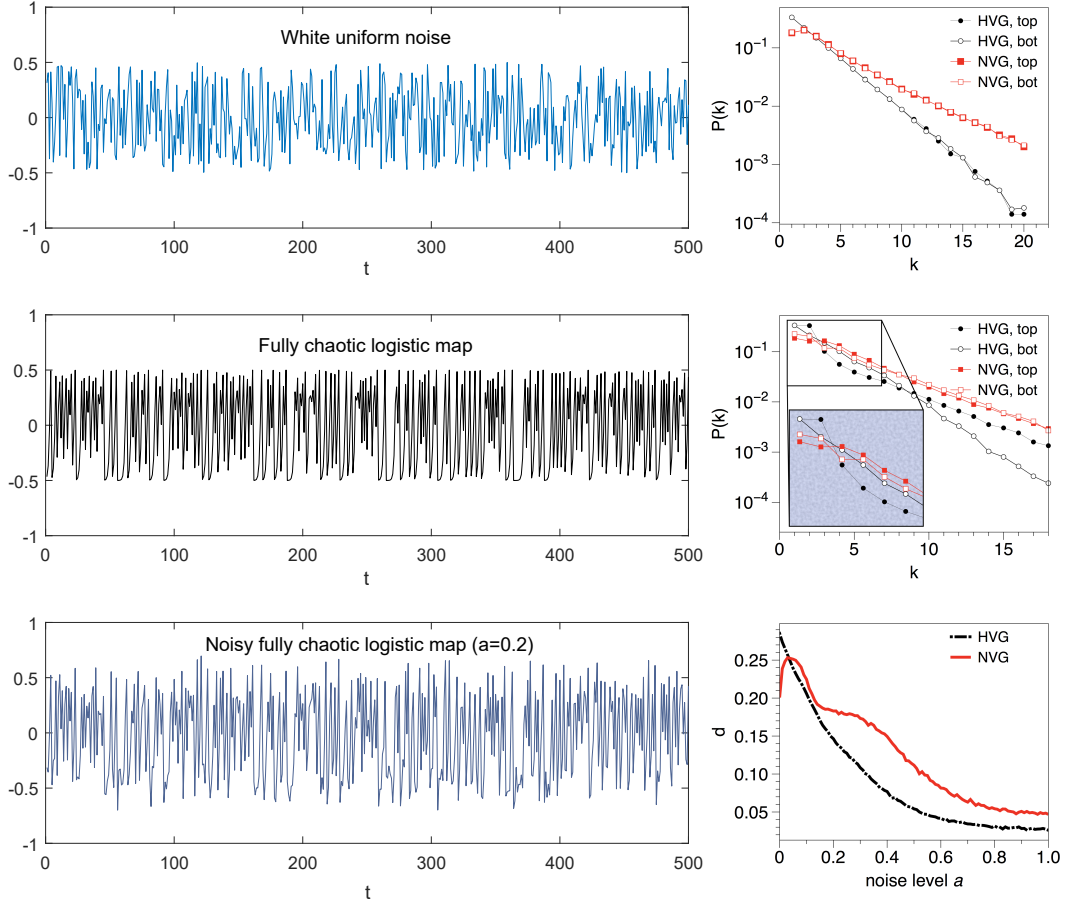 White uniform noise
1
0.5
0
-0.5
-1
0 100 200 300 400 500
t
HVG, top
HVG, bot
NVG, top
NVG, bot
P(k)
10⁻¹
10⁻²
10⁻³
10⁻⁴
0 5 10 15 20
k
Fully chaotic logistic map
1
0.5
0
-0.5
-1
0 100 200 300 400 500
t
HVG, top
HVG, bot
NVG, top
NVG, bot
P(k)
10⁻¹
10⁻²
10⁻³
10⁻⁴
0 5 10 15
k
Noisy fully chaotic logistic map (a=0.2)
1
0.5
0
-0.5
-1
0 100 200 300 400 500
t
HVG
NVG
d
0.25
0.20
0.15
0.10
0.05
0 0.2 0.4 0.6 0.8 1.0
noise level a